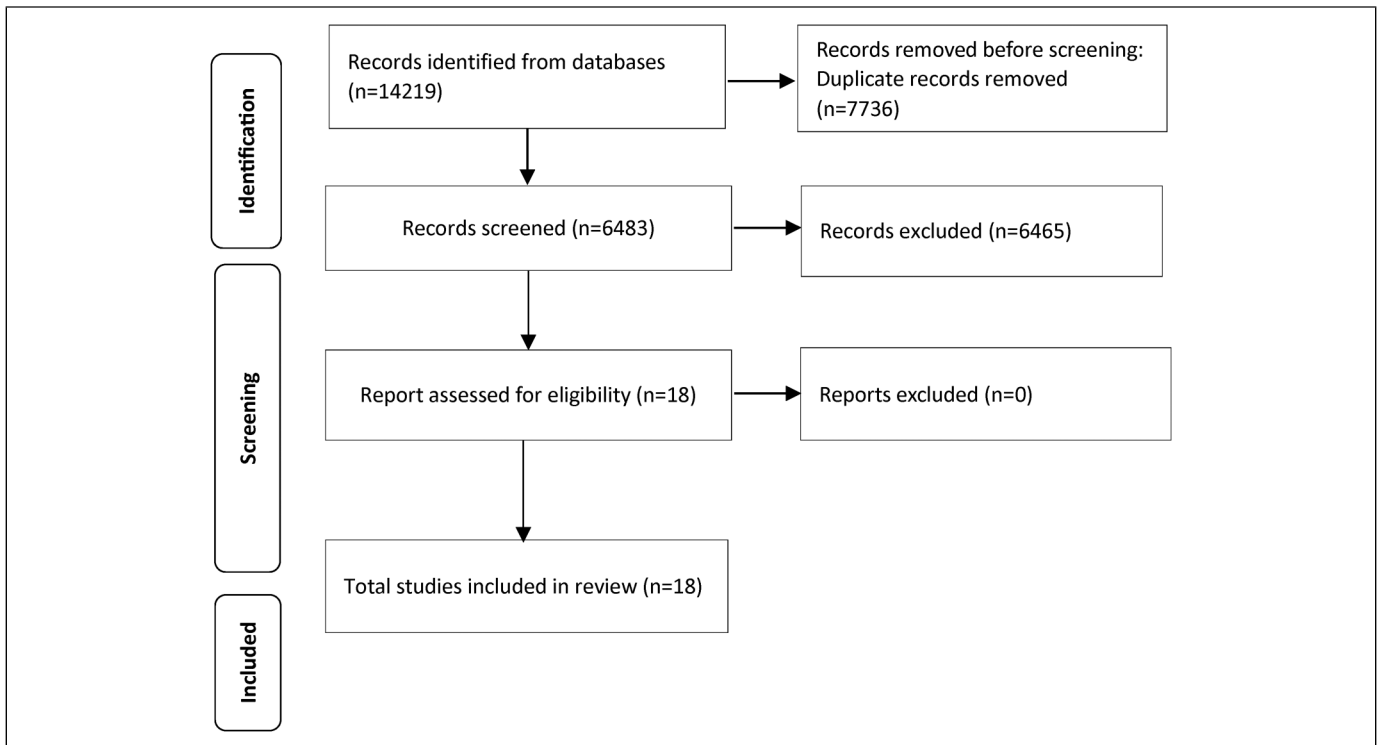 Identification
Records identified from databases
(n=14219)
Records removed before screening:
Duplicate records removed
(n=7736)
Records screened (n=6483)
Records excluded (n=6465)
Screening
Report assessed for eligibility (n=18)
Reports excluded (n=0)
Total studies included in review (n=18)
Included